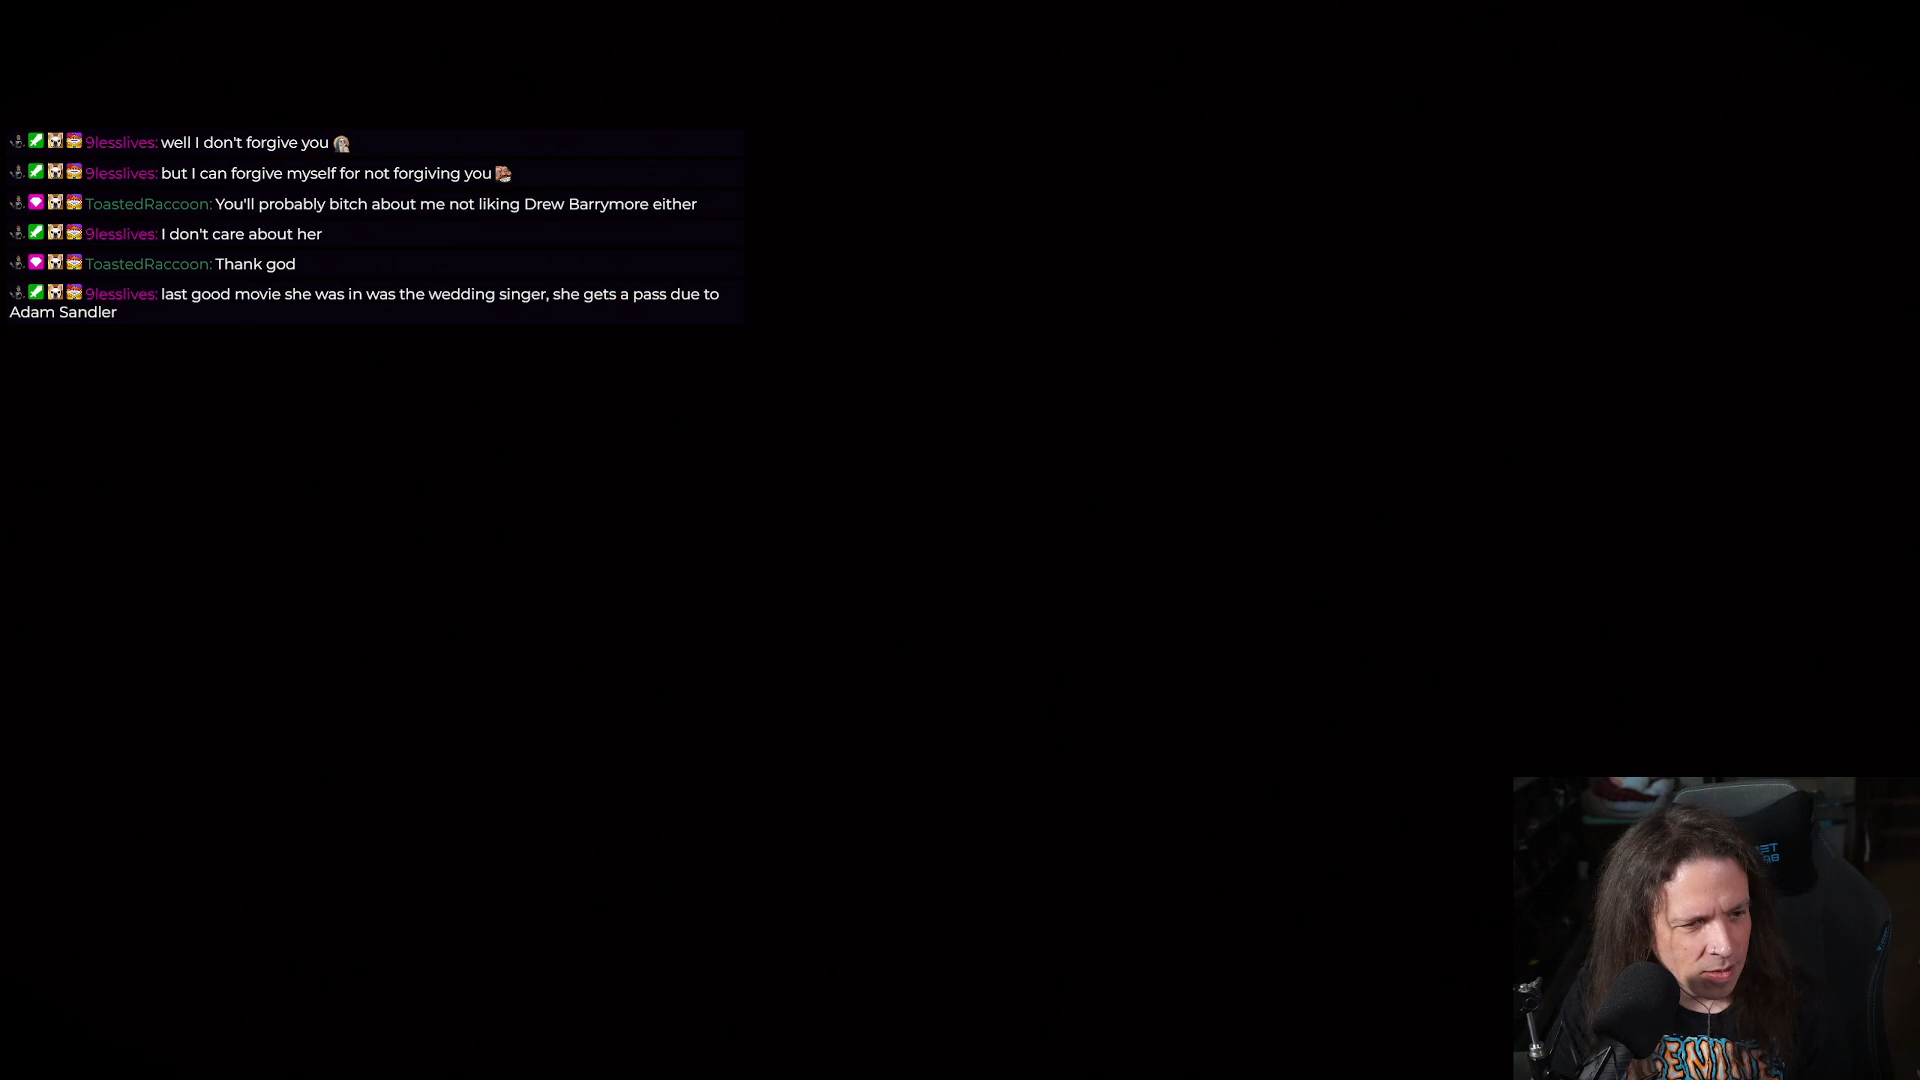 9lesslives: well I don't forgive you
9lesslives: but I can forgive myself for not forgiving you
ToastedRaccoon: You'll probably bitch about me not liking Drew Barrymore either
9lesslives: I don't care about her
ToastedRaccoon: Thank god
9lesslives: last good movie she was in was the wedding singer, she gets a pass due to
Adam Sandler